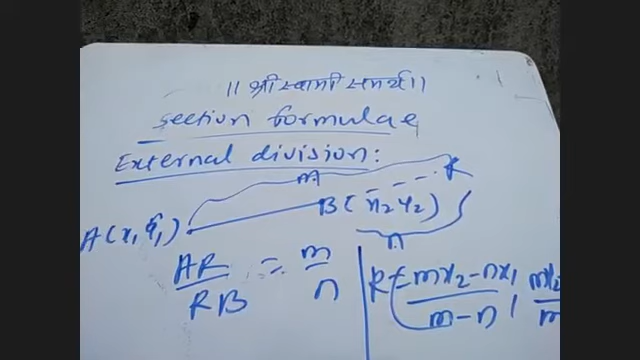 || श्री स्वामी समर्थ ||
Section formulae
External division:
m R
A(x₁ y₁) B(x₂ y₂)
n
AR/RB = m/n R = (mx₂-nx₁/m-n,